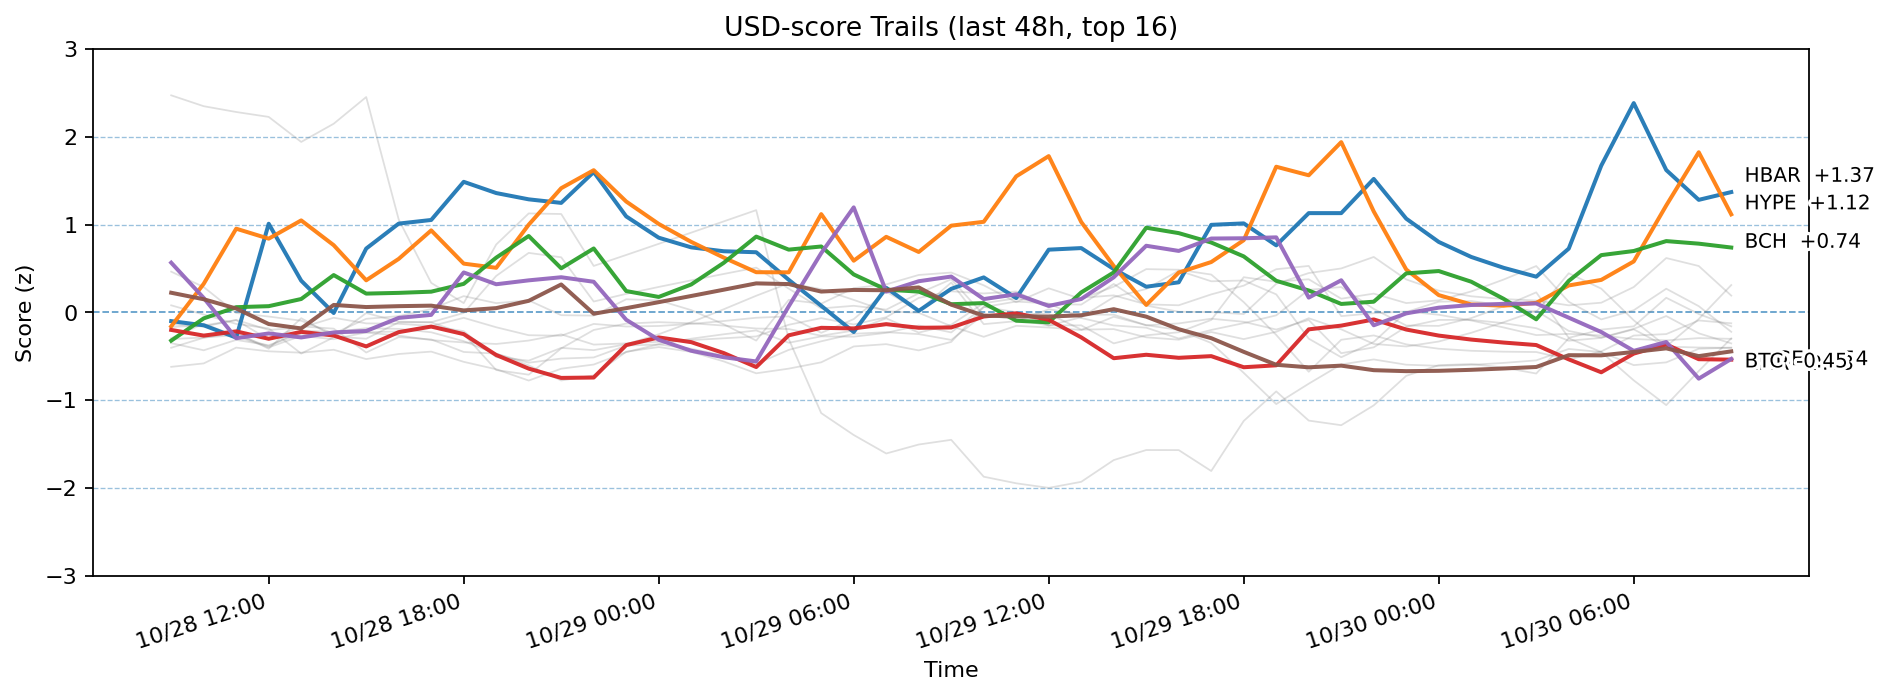 USD-score Trails (last 48h, top 16)
Score (z)
3
2
1
0
−1
−2
−3
HBAR +1.37
HYPE +1.12
BCH +0.74
BTC -0.45
10/28 12:00
10/28 18:00
10/29 00:00
10/29 06:00
10/29 12:00
10/29 18:00
10/30 00:00
10/30 06:00
Time